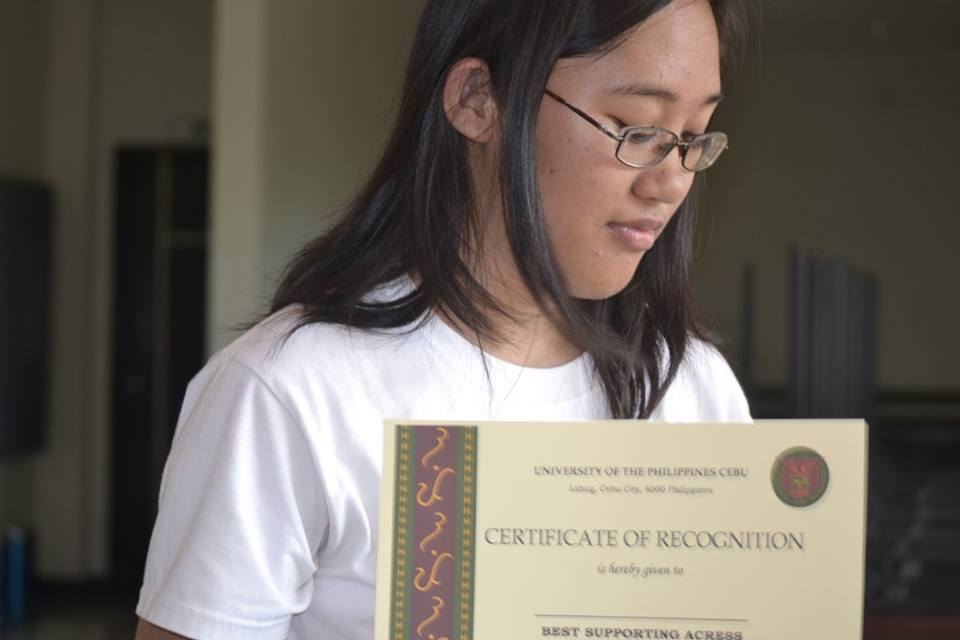 UNIVERSITY OF THE PHILIPPINES CEBU
Lahug, Cebu City, 6000 Philippines
CERTIFICATE OF RECOGNITION
is hereby given to
BEST SUPPORTING ACRESS